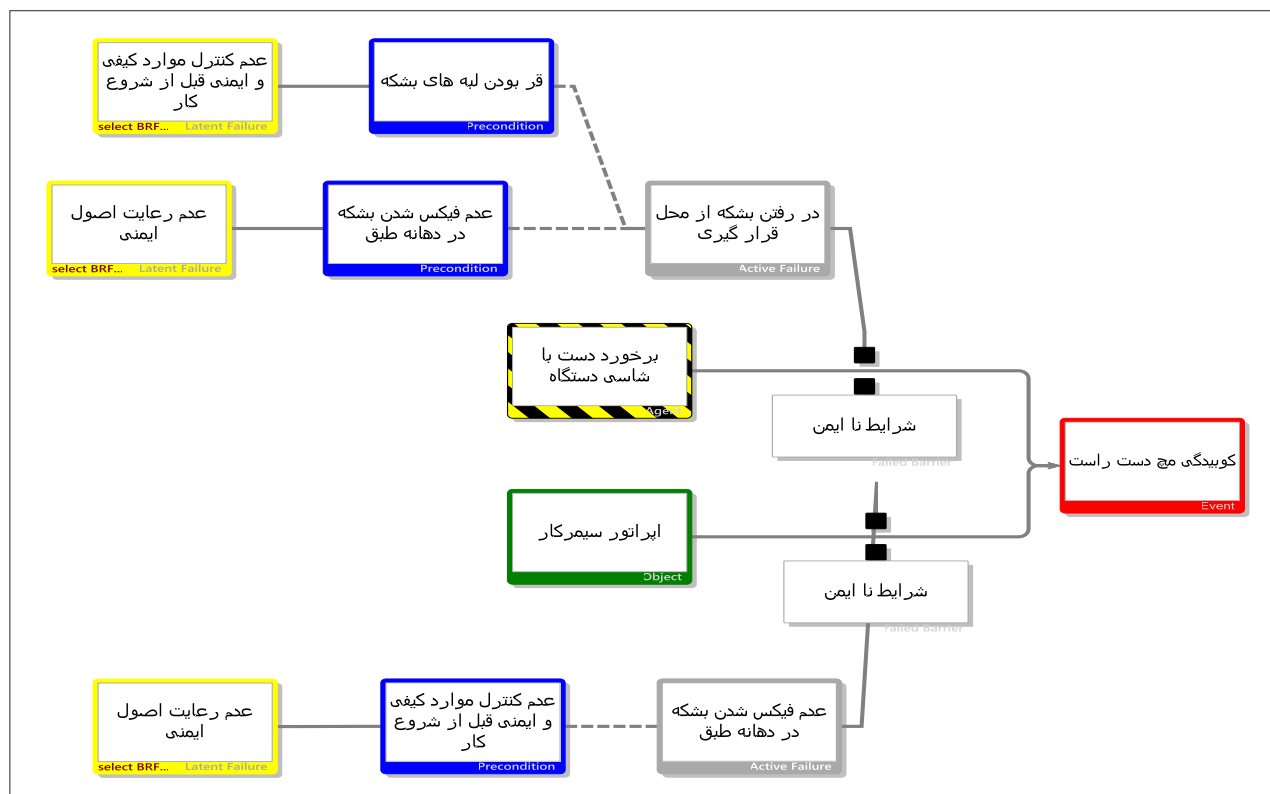 عدم کنترل موارد کیفی
و ایمنی قبل از شروع
کار
select BRF... Latent Failure
قر بودن لبه های بشکه
Precondition
عدم رعایت اصول
ایمنی
select BRF... Latent Failure
عدم فیکس شدن بشکه
در دهانه طبق
Precondition
در رفتن بشکه از محل
قرار گیری
Active Failure
برخورد دست با
شاسی دستگاه
Agent
شرایط نا ایمن
Failed Barrier
کوبیدگی مچ دست راست
Event
اپراتور سیمرکار
Object
شرایط نا ایمن
Failed Barrier
عدم رعایت اصول
ایمنی
select BRF... Latent Failure
عدم کنترل موارد کیفی
و ایمنی قبل از شروع
کار
Precondition
عدم فیکس شدن بشکه
در دهانه طبق
Active Failure